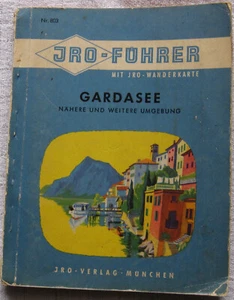 JRO-FÜHRER
MIT JRO-WANDERKARTE
GARDASEE
NÄHERE UND WEITERE UMGEBUNG
JRO-VERLAG-MÜNCHEN